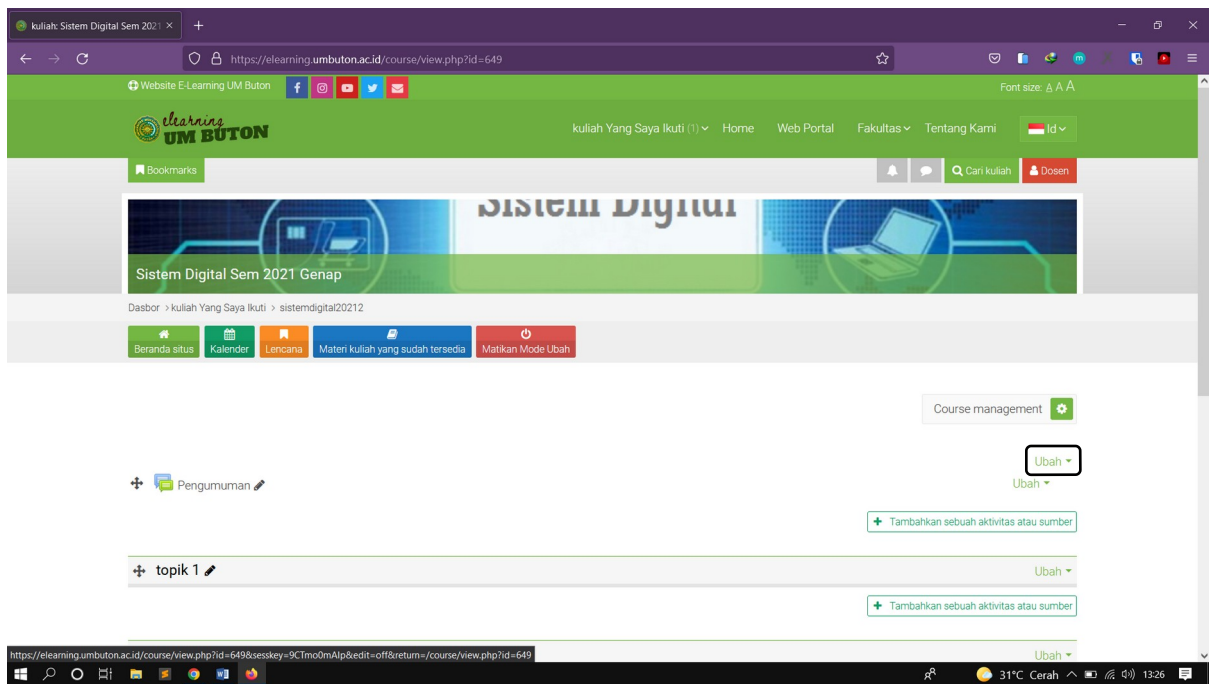 kuliah: Sistem Digital Sem 2021
https://elearning.umbuton.ac.id/course/view.php?id=649
Website E-Learning UM Buton
Font size: A A A
elearning
UM BUTON
kuliah Yang Saya Ikuti (1) Home Web Portal Fakultas Tentang Kami Id
Bookmarks
Cari kuliah
Dosen
Sistem Digital
Sistem Digital Sem 2021 Genap
Dasbor > kuliah Yang Saya Ikuti > sistemdigital20212
Beranda situs Kalender Lencana Materi kuliah yang sudah tersedia Matikan Mode Ubah
Course management
Ubah
Pengumuman
Ubah
+ Tambahkan sebuah aktivitas atau sumber
topik 1
Ubah
+ Tambahkan sebuah aktivitas atau sumber
Ubah
https://elearning.umbuton.ac.id/course/view.php?id=649&sesskey=9CTmo0mAIp&edit=off&return=/course/view.php?id=649
31°C Cerah 13:26